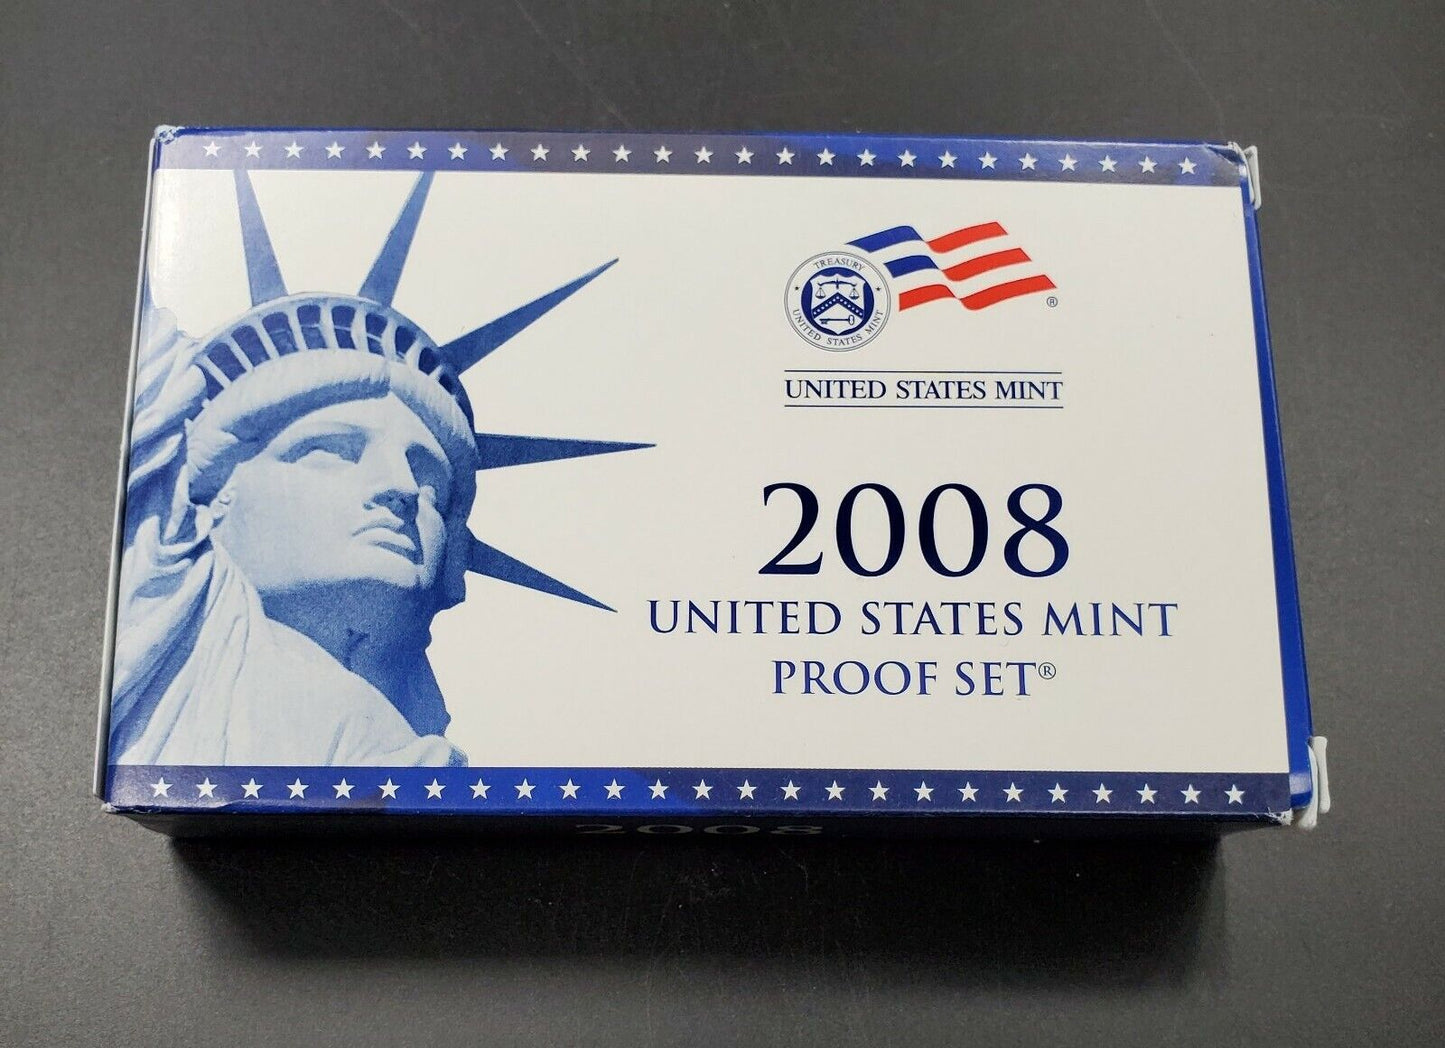 TREASURY
UNITED STATES MINT
®
UNITED STATES MINT
2008
UNITED STATES MINT
PROOF SET®
2008